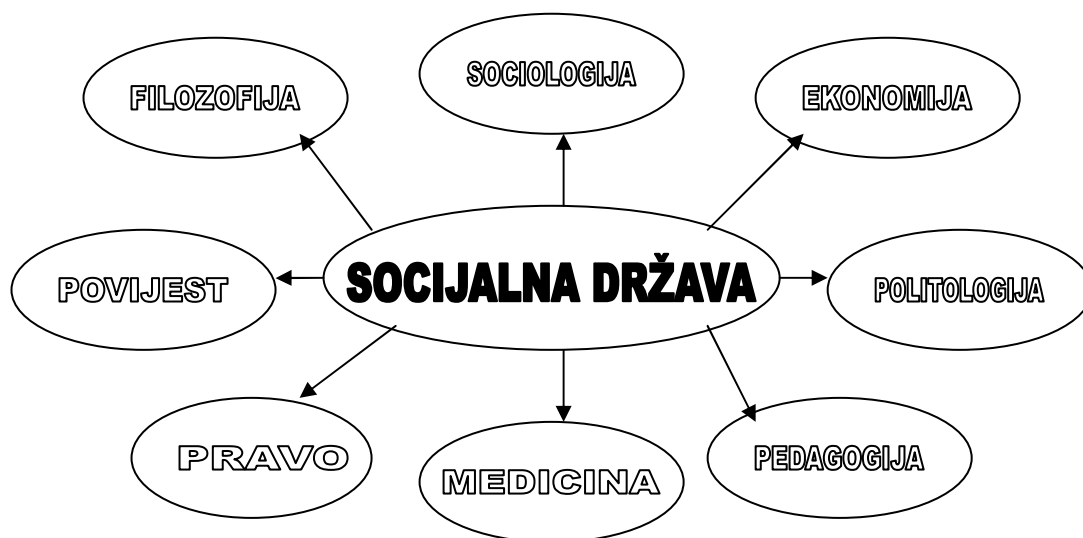 FILOZOFIJA
SOCIOLOGIJA
EKONOMIJA
POVIJEST
SOCIJALNA DRŽAVA
POLITOLOGIJA
PRAVO
MEDICINA
PEDAGOGIJA